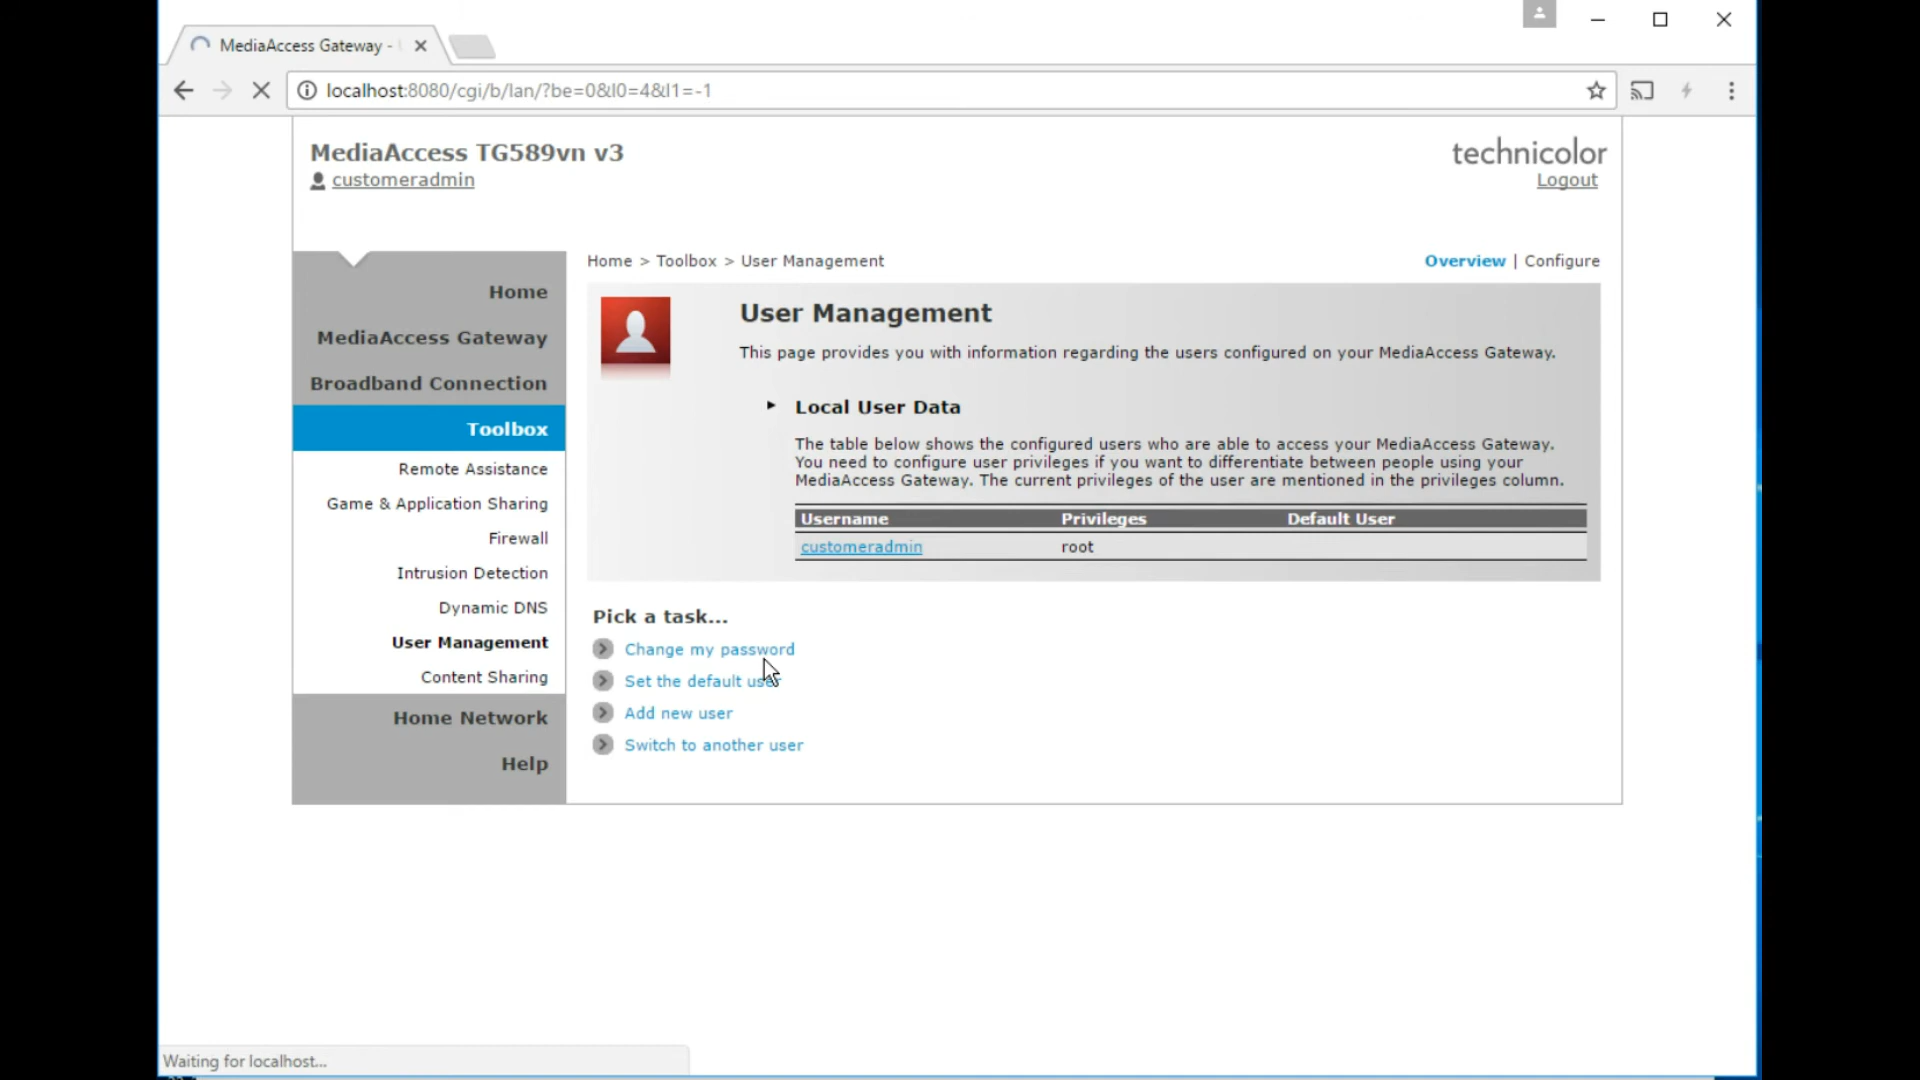 MediaAccess Gateway -
localhost:8080/cgi/b/lan/?be=0&l0=4&l1=-1
MediaAccess TG589vn v3
technicolor
customeradmin
Logout
Home > Toolbox > User Management
Overview | Configure
Home
MediaAccess Gateway
Broadband Connection
Toolbox
Remote Assistance
Game & Application Sharing
Firewall
Intrusion Detection
Dynamic DNS
User Management
Content Sharing
Home Network
Help
User Management
This page provides you with information regarding the users configured on your MediaAccess Gateway.
Local User Data
The table below shows the configured users who are able to access your MediaAccess Gateway.
You need to configure user privileges if you want to differentiate between people using your
MediaAccess Gateway. The current privileges of the user are mentioned in the privileges column.
Username Privileges Default User
customeradmin root
Pick a task...
Change my password
Set the default user
Add new user
Switch to another user
Waiting for localhost...